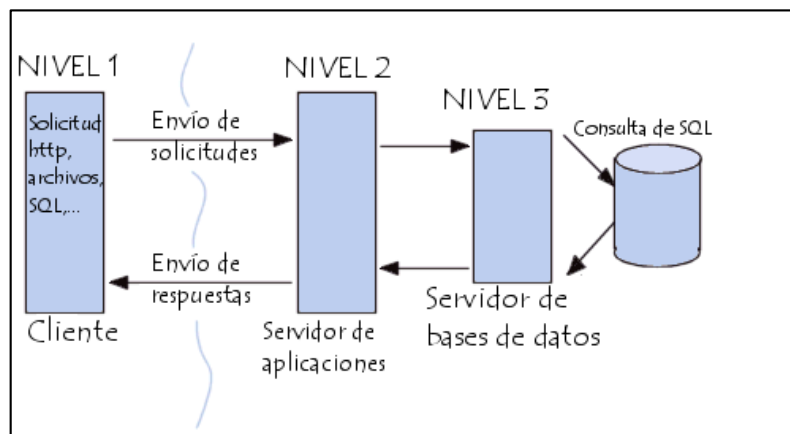 NIVEL 1
Solicitud
http,
archivos,
SQL,...
Cliente
Envío de
solicitudes
Envío de
respuestas
NIVEL 2
Servidor de
aplicaciones
NIVEL 3
Servidor de
bases de datos
Consulta de SQL